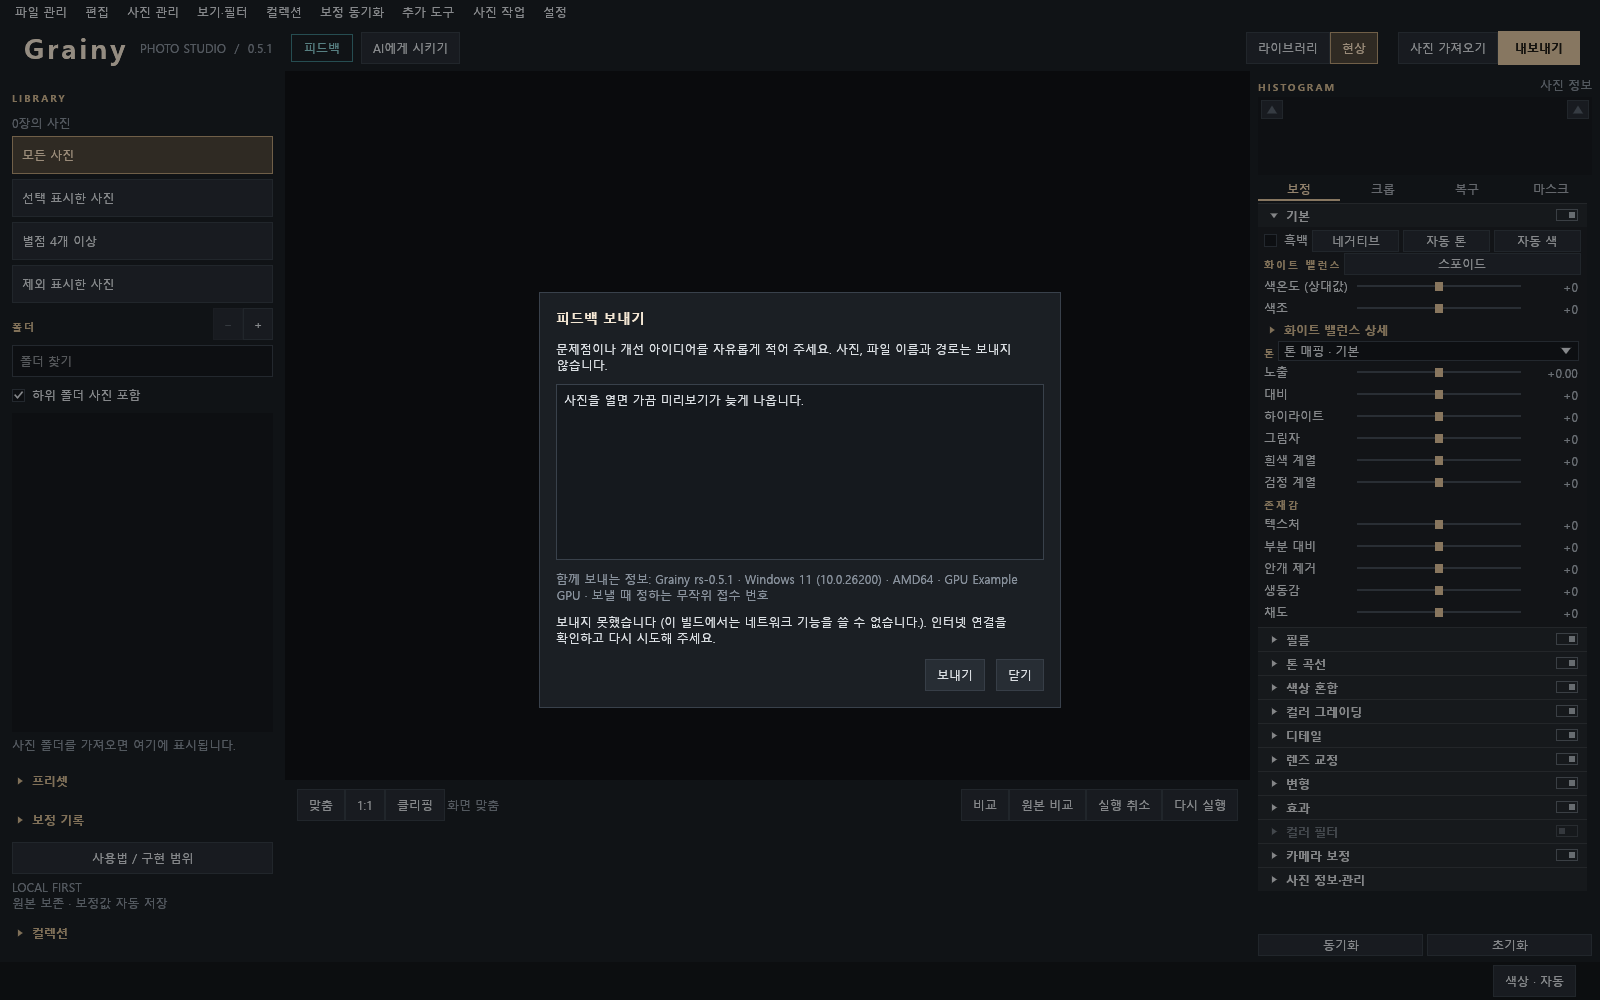 파일 관리 편집 사진 관리 보기·필터 컬렉션 보정 동기화 추가 도구 사진 작업 설정
Grainy PHOTO STUDIO / 0.5.1 피드백 AI에게 시키기 라이브러리 현상 사진 가져오기 내보내기
LIBRARY
0장의 사진
모든 사진
선택 표시한 사진
별점 4개 이상
제외 표시한 사진
폴더 - +
폴더 찾기
하위 폴더 사진 포함
사진 폴더를 가져오면 여기에 표시됩니다.
프리셋
보정 기록
사용법 / 구현 범위
LOCAL FIRST
원본 보존 · 보정값 자동 저장
컬렉션
피드백 보내기
문제점이나 개선 아이디어를 자유롭게 적어 주세요. 사진, 파일 이름과 경로는 보내지
않습니다.
사진을 열면 가끔 미리보기가 늦게 나옵니다.
함께 보내는 정보: Grainy rs-0.5.1 · Windows 11 (10.0.26200) · AMD64 · GPU Example
GPU · 보낼 때 정하는 무작위 접수 번호
보내지 못했습니다 (이 빌드에서는 네트워크 기능을 쓸 수 없습니다.). 인터넷 연결을
확인하고 다시 시도해 주세요.
보내기 닫기
맞춤 1:1 클리핑 화면 맞춤 비교 원본 비교 실행 취소 다시 실행
HISTOGRAM 사진 정보
보정 크롭 복구 마스크
기본
흑백 네거티브 자동 톤 자동 색
화이트 밸런스 스포이드
색온도 (상대값) +0
색조 +0
화이트 밸런스 상세
톤 톤 매핑 · 기본
노출 +0.00
대비 +0
하이라이트 +0
그림자 +0
흰색 계열 +0
검정 계열 +0
존재감
텍스처 +0
부분 대비 +0
안개 제거 +0
생동감 +0
채도 +0
필름
톤 곡선
색상 혼합
컬러 그레이딩
디테일
렌즈 교정
변형
효과
컬러 필터
카메라 보정
사진 정보·관리
동기화 초기화
색상 · 자동